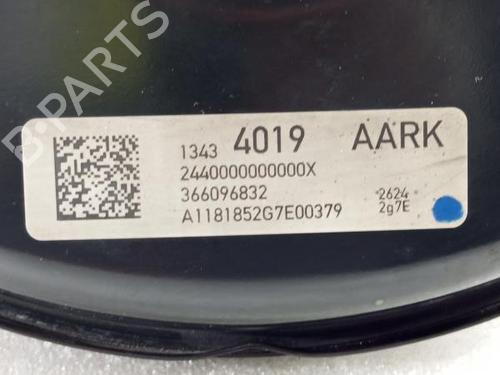 B-PARTS
1343 4019 AARK
2440000000000X
366096832 2624
A1181852G7E00379 2g7E